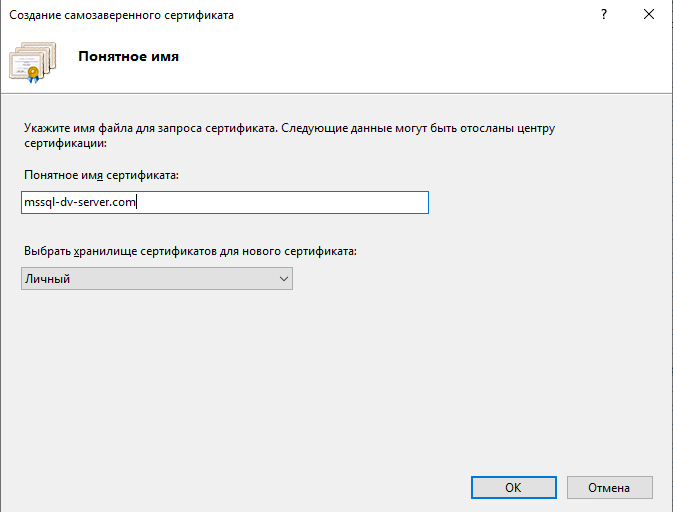 Создание самозаверенного сертификата
?
Понятное имя
Укажите имя файла для запроса сертификата. Следующие данные могут быть отосланы центру
сертификации:
Понятное имя сертификата:
mssql-dv-server.com
Выбрать хранилище сертификатов для нового сертификата:
Личный
ОК
Отмена